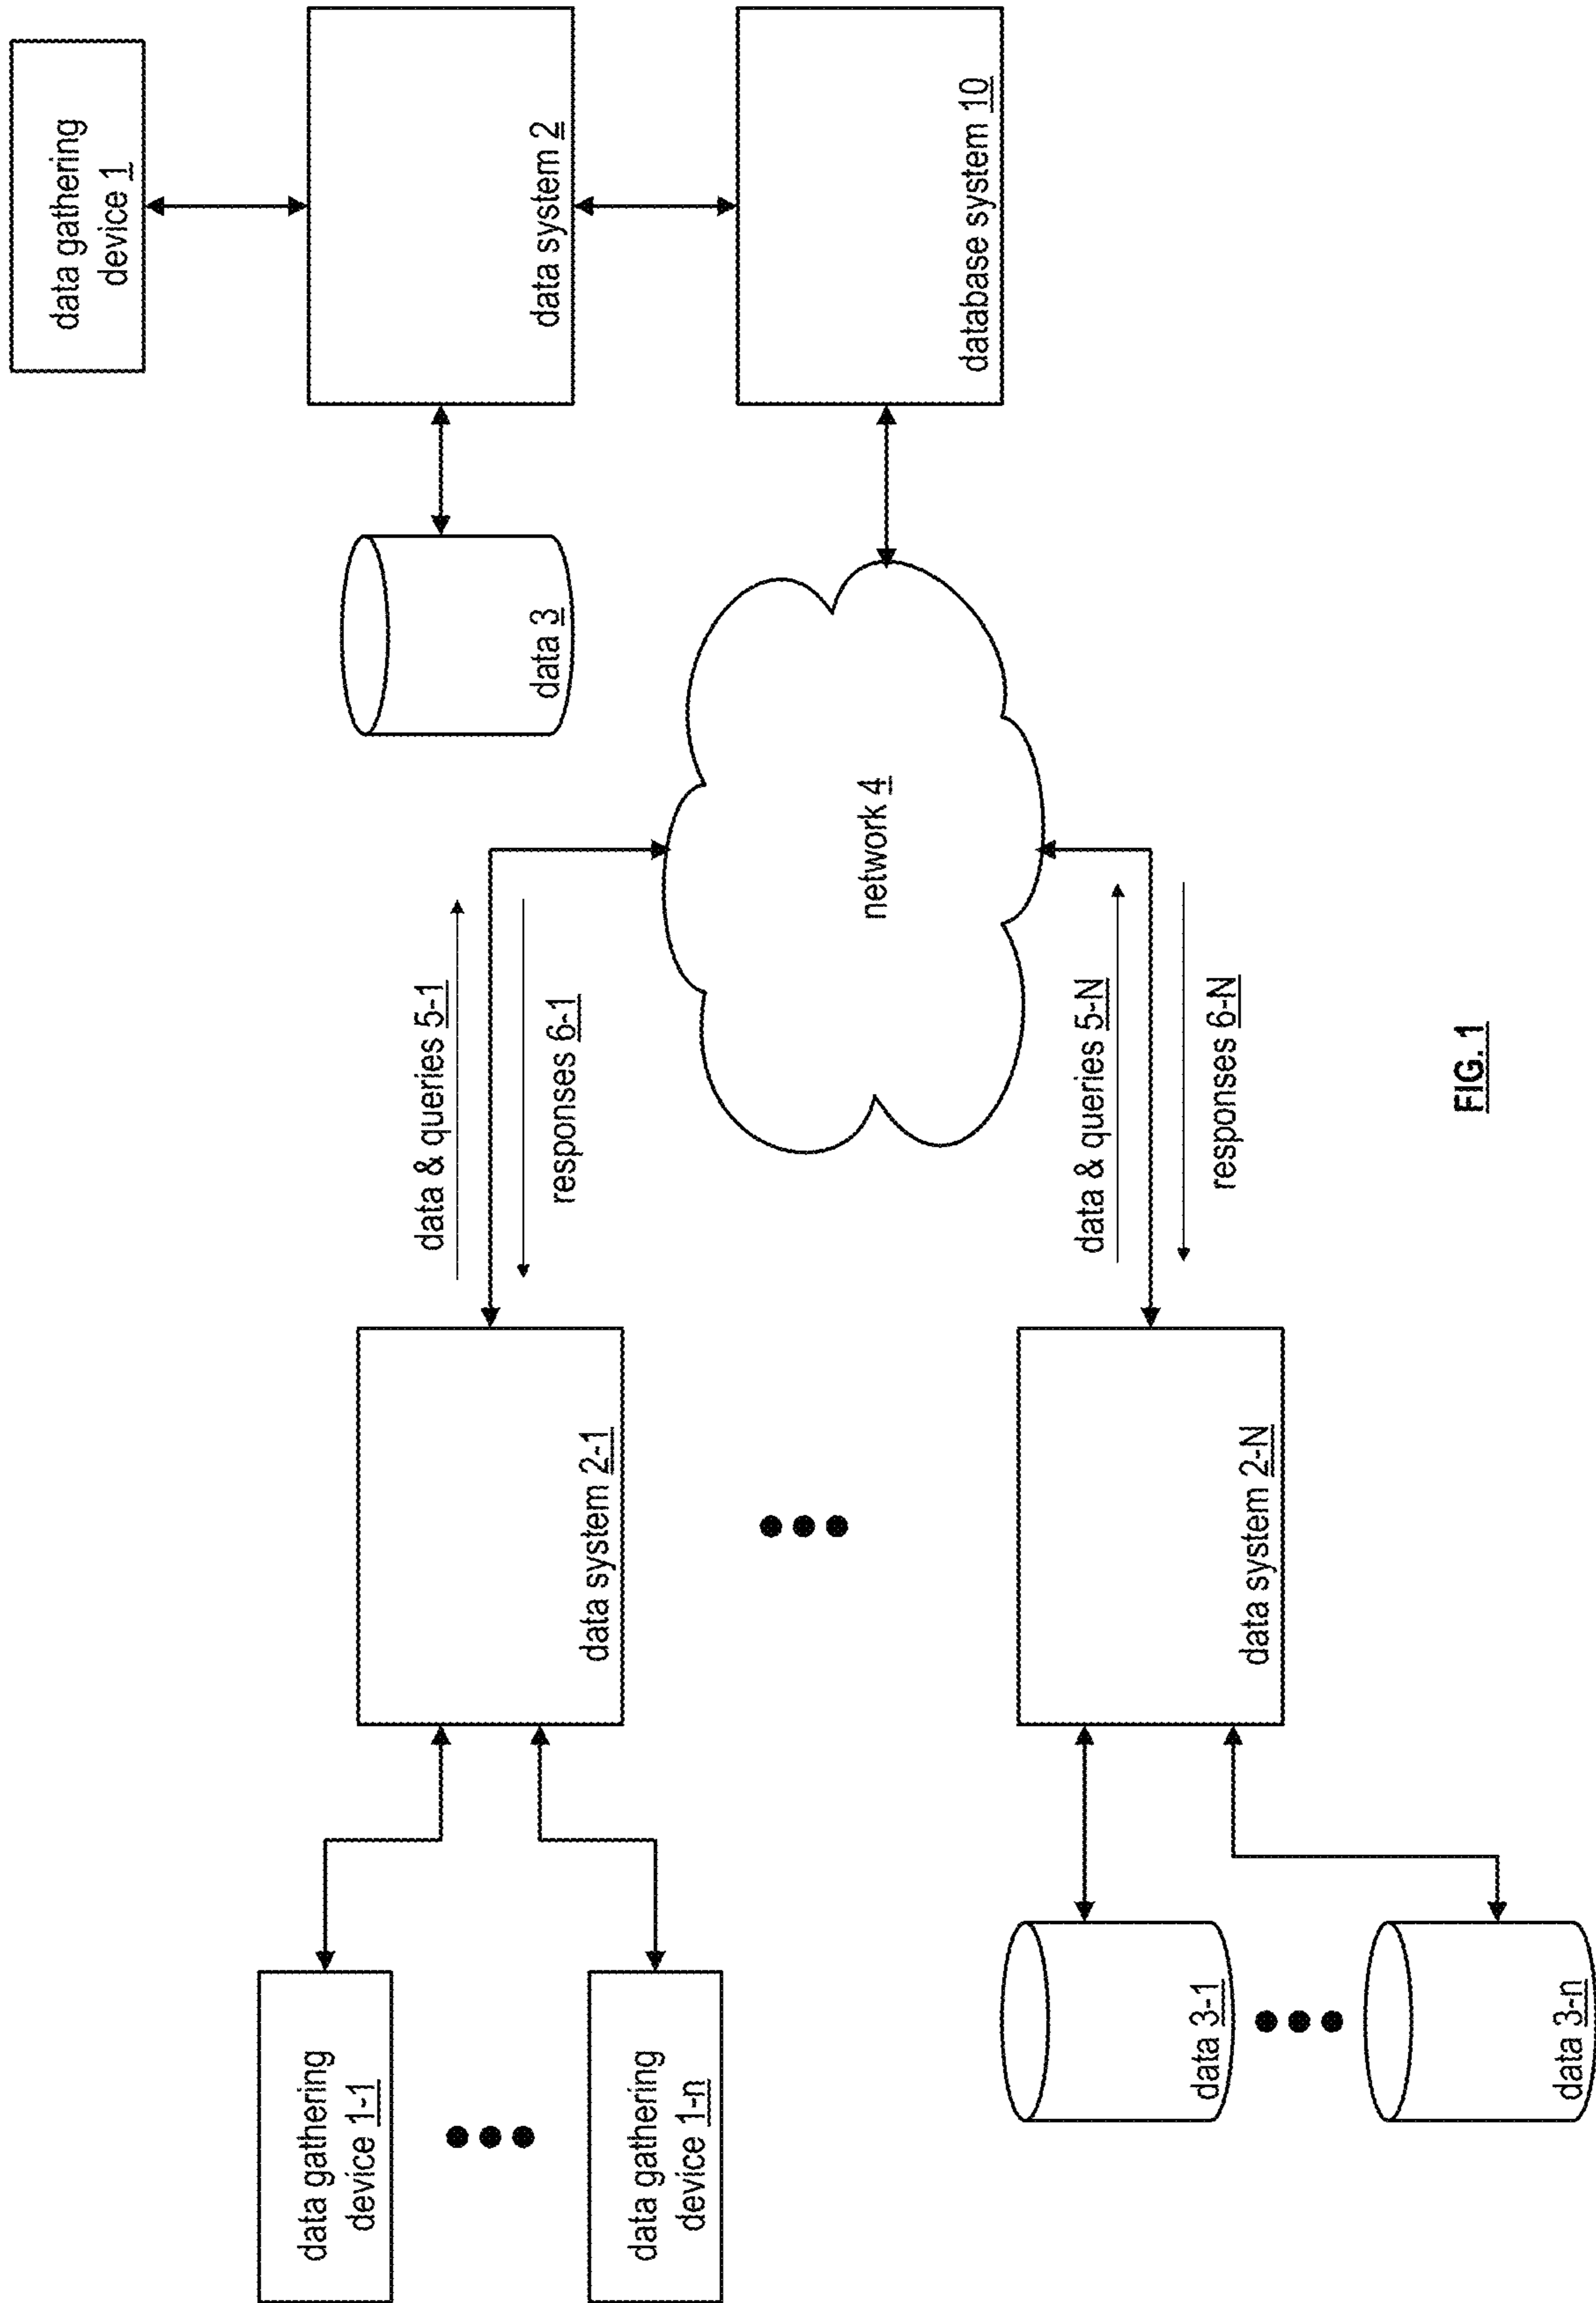 data gathering
device 1
data system 2
data 3
database system 10
data & queries 5-1
responses 6-1
network 4
data gathering
device 1-1
data system 2-1
data gathering
device 1-n
data & queries 5-N
responses 6-N
data system 2-N
data 3-1
data 3-n
FIG. 1